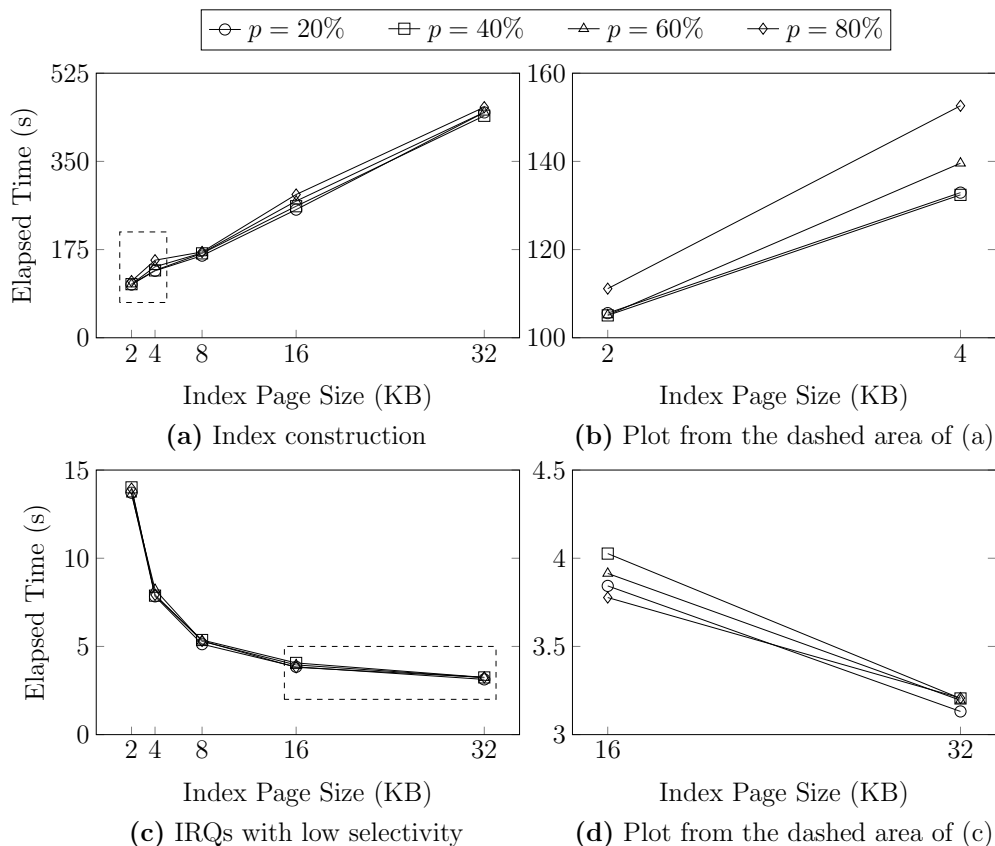 p = 20% p = 40% p = 60% p = 80%
525
350
175
0
Elapsed Time (s)
2 4 8 16 32
Index Page Size (KB)
(a) Index construction
160
140
120
100
2 4
Index Page Size (KB)
(b) Plot from the dashed area of (a)
15
10
5
0
Elapsed Time (s)
2 4 8 16 32
Index Page Size (KB)
(c) IRQs with low selectivity
4.5
4
3.5
3
16 32
Index Page Size (KB)
(d) Plot from the dashed area of (c)